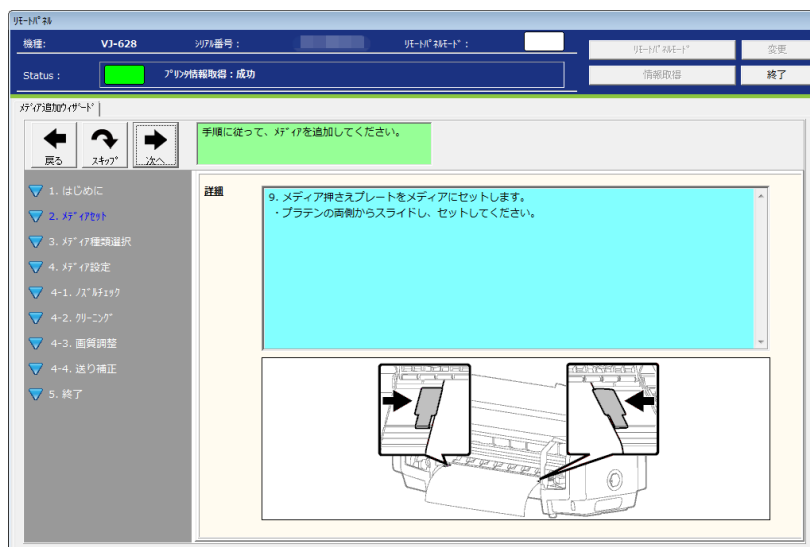 ﾘﾓｰﾄﾊﾟﾈﾙ
機種: VJ-628 ｼﾘｱﾙ番号: ﾘﾓｰﾄﾊﾟﾈﾙﾓｰﾄﾞ: ﾘﾓｰﾄﾊﾟﾈﾙﾓｰﾄﾞ 変更
Status: ﾌﾟﾘﾝﾀ情報取得：成功 情報取得 終了
ﾒﾃﾞｨｱ追加ｳｨｻﾞｰﾄﾞ
戻る ｽｷｯﾌﾟ 次へ
手順に従って、ﾒﾃﾞｨｱを追加してください。
1. はじめに
2. ﾒﾃﾞｨｱｾｯﾄ
3. ﾒﾃﾞｨｱ種類選択
4. ﾒﾃﾞｨｱ設定
4-1. ﾉｽﾞﾙﾁｪｯｸ
4-2. ｸﾘｰﾆﾝｸﾞ
4-3. 画質調整
4-4. 送り補正
5. 終了
詳細
9. メディア押さえプレートをメディアにセットします。
・プラテンの両側からスライドし、セットしてください。